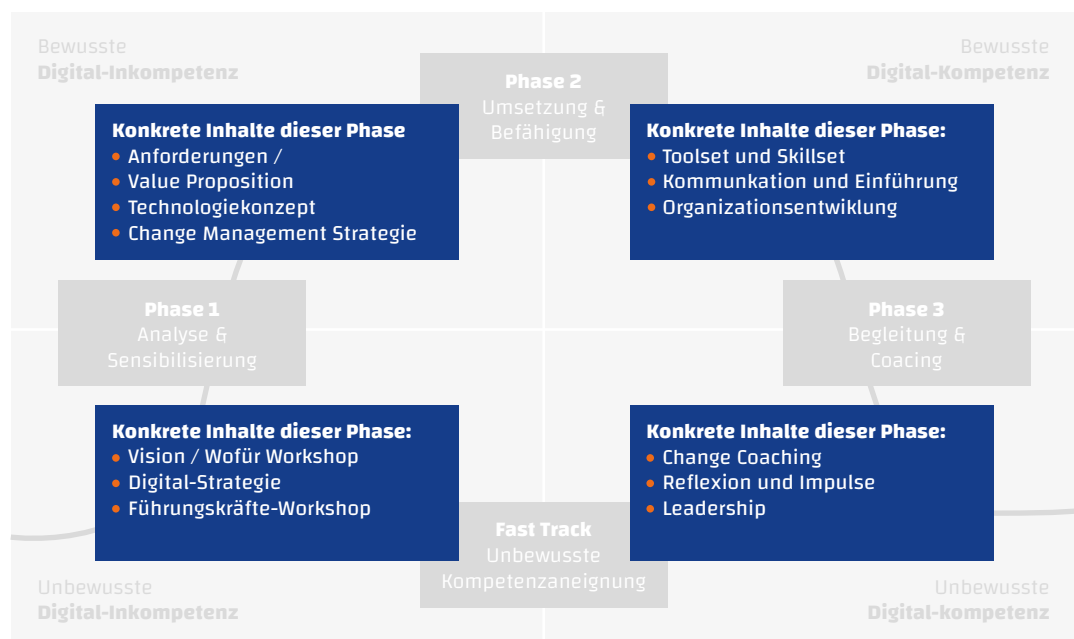 Bewusste
Digital-Inkompetenz
Bewusste
Digital-Kompetenz
Phase 2
Umsetzung &
Befähigung
Konkrete Inhalte dieser Phase
Anforderungen /
Value Proposition
Technologiekonzept
Change Management Strategie
Konkrete Inhalte dieser Phase:
Toolset und Skillset
Kommunkation und Einführung
Organizationsentwiklung
Phase 1
Analyse &
Sensibilisierung
Phase 3
Begleitung &
Coacing
Konkrete Inhalte dieser Phase:
Vision / Wofür Workshop
Digital-Strategie
Führungskräfte-Workshop
Konkrete Inhalte dieser Phase:
Change Coaching
Reflexion und Impulse
Leadership
Fast Track
Unbewusste
Kompetenzaneignung
Unbewusste
Digital-Inkompetenz
Unbewusste
Digital-kompetenz